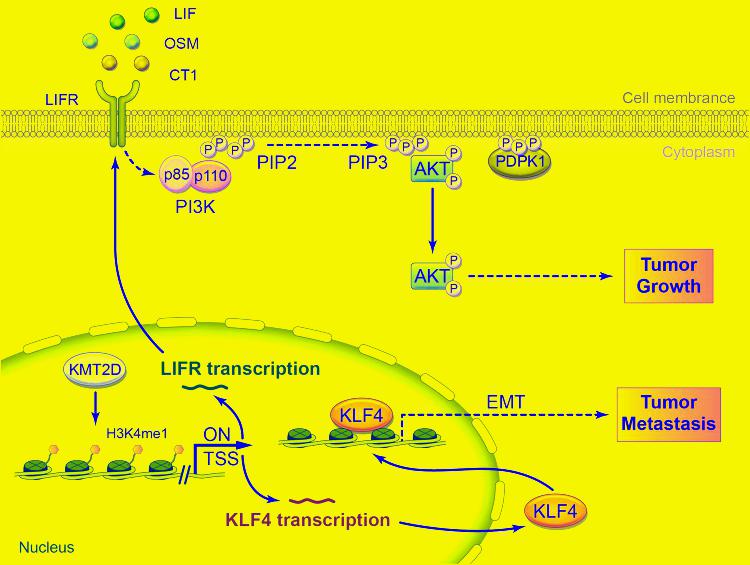 LIF
OSM
CT1
LIFR
Cell membrane
Cytoplasm
P P P P
PIP2
PIP3
P P P
P
AKT
P
P P P
PDPK1
p85
p110
PI3K
P
AKT
P
Tumor
Growth
KMT2D
LIFR transcription
H3K4me1
ON
TSS
KLF4
EMT
Tumor
Metastasis
KLF4 transcription
KLF4
Nucleus